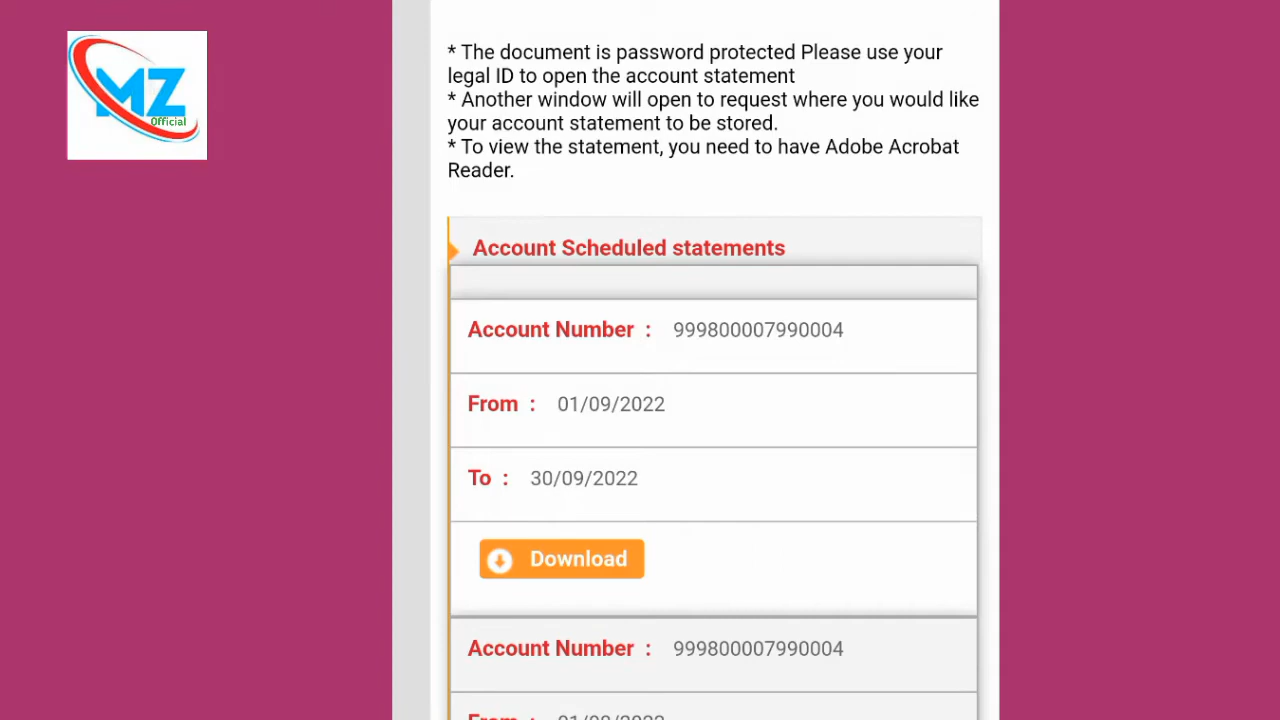 MZ
Official
* The document is password protected Please use your
legal ID to open the account statement
* Another window will open to request where you would like
your account statement to be stored.
* To view the statement, you need to have Adobe Acrobat
Reader.
Account Scheduled statements
Account Number : 999800007990004
From : 01/09/2022
To : 30/09/2022
Download
Account Number : 999800007990004
From :